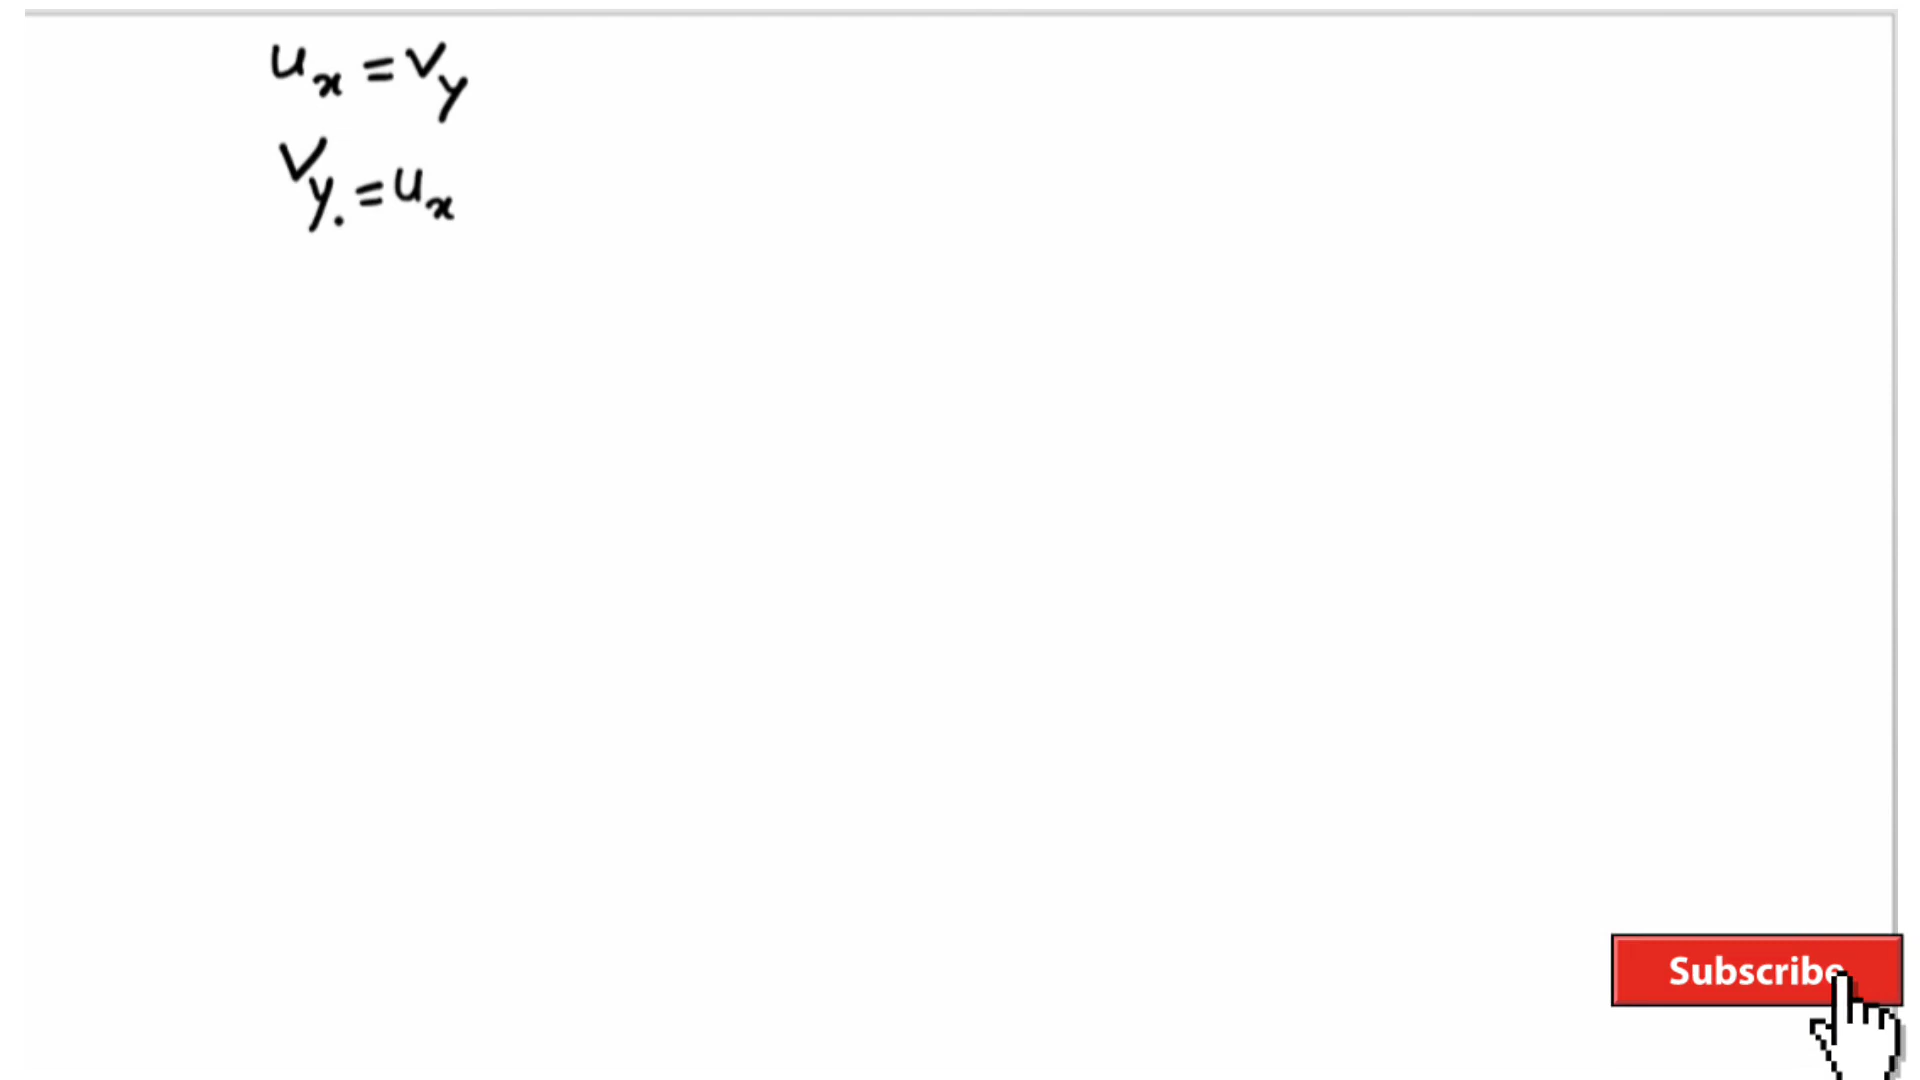 u_x = v_y
v_y. = u_x
Subscribe